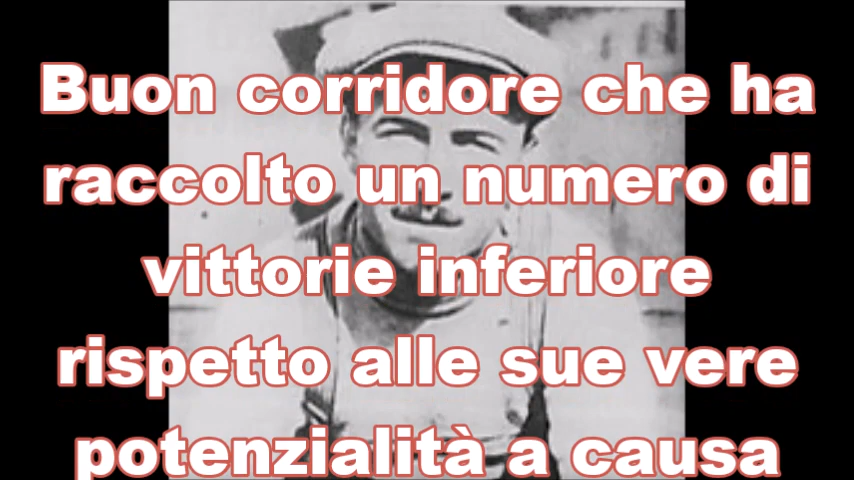 Buon corridore che ha
raccolto un numero di
vittorie inferiore
rispetto alle sue vere
potenzialità a causa